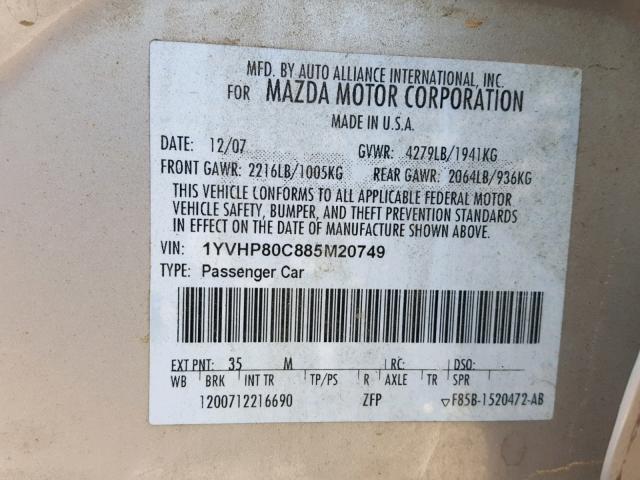 MFD. BY AUTO ALLIANCE INTERNATIONAL, INC.
FOR MAZDA MOTOR CORPORATION
MADE IN U.S.A.
DATE: 12/07 GVWR: 4279LB/1941KG
FRONT GAWR: 2216LB/1005KG REAR GAWR: 2064LB/936KG
THIS VEHICLE CONFORMS TO ALL APPLICABLE FEDERAL MOTOR
VEHICLE SAFETY, BUMPER, AND THEFT PREVENTION STANDARDS
IN EFFECT ON THE DATE OF MANUFACTURE SHOWN ABOVE.
VIN: 1YVHP80C885M20749
TYPE: Passenger Car
EXT PNT: 35 M RC: DSO:
WB BRK INT TR TP/PS R AXLE TR SPR
1200712216690 ZFP ▽F85B-1520472-AB